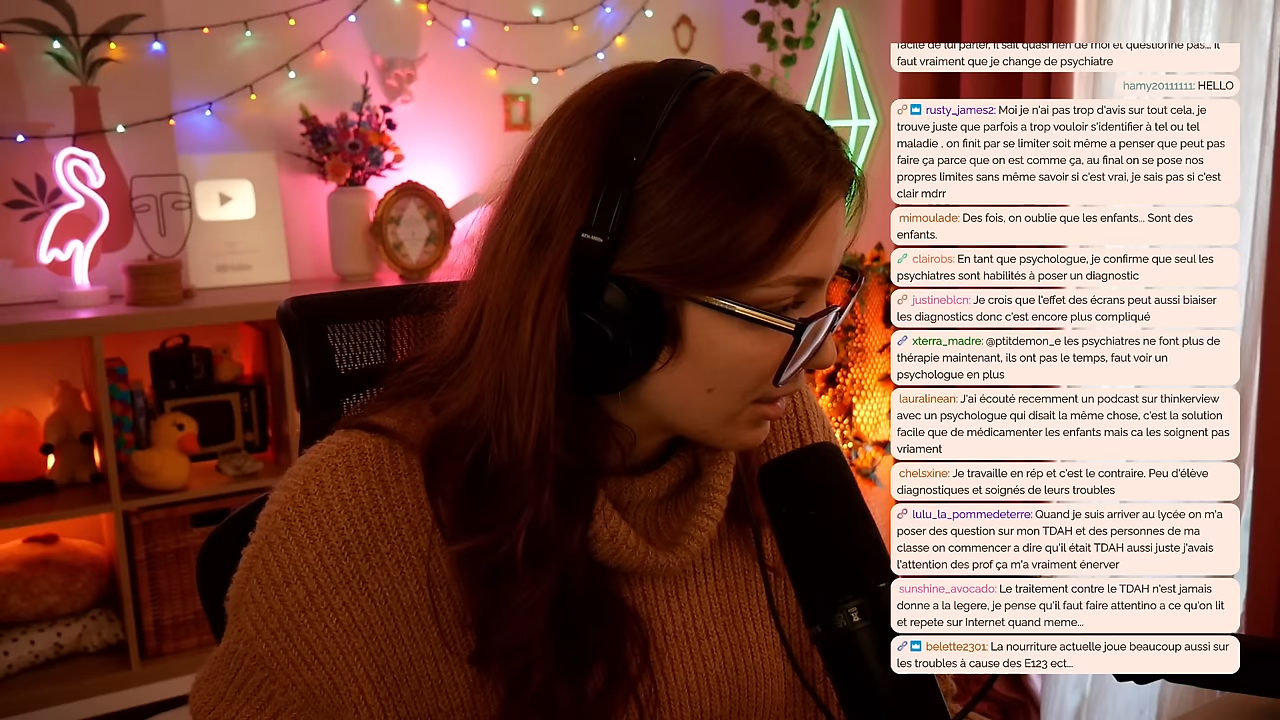 facile de lui parler, il sait quasi rien de moi et questionne pas... il
faut vraiment que je change de psychiatre
hamy20111111: HELLO
rusty_james2: Moi je n'ai pas trop d'avis sur tout cela, je
trouve juste que parfois a trop vouloir s'identifier à tel ou tel
maladie , on finit par se limiter soit même a penser que peut pas
faire ça parce que on est comme ça, au final on se pose nos
propres limites sans même savoir si c'est vrai, je sais pas si c'est
clair mdrr
mimoulade: Des fois, on oublie que les enfants... Sont des
enfants.
clairobs: En tant que psychologue, je confirme que seul les
psychiatres sont habilités à poser un diagnostic
justineblcn: Je crois que l'effet des écrans peut aussi biaiser
les diagnostics donc c'est encore plus compliqué
xterra_madre: @ptitdemon_e les psychiatres ne font plus de
thérapie maintenant, ils ont pas le temps, faut voir un
psychologue en plus
lauralinean: J'ai écouté recemment un podcast sur thinkerview
avec un psychologue qui disait la même chose, c'est la solution
facile que de médicamenter les enfants mais ca les soignent pas
vriament
chelsxine: Je travaille en rép et c'est le contraire. Peu d'élève
diagnostiques et soignés de leurs troubles
lulu_la_pommedeterre: Quand je suis arriver au lycée on m'a
poser des question sur mon TDAH et des personnes de ma
classe on commencer a dire qu'il était TDAH aussi juste j'avais
l'attention des prof ça m'a vraiment énerver
sunshine_avocado: Le traitement contre le TDAH n'est jamais
donne a la legere, je pense qu'il faut faire attentino a ce qu'on lit
et repete sur Internet quand meme...
belette2301: La nourriture actuelle joue beaucoup aussi sur
les troubles à cause des E123 ect...